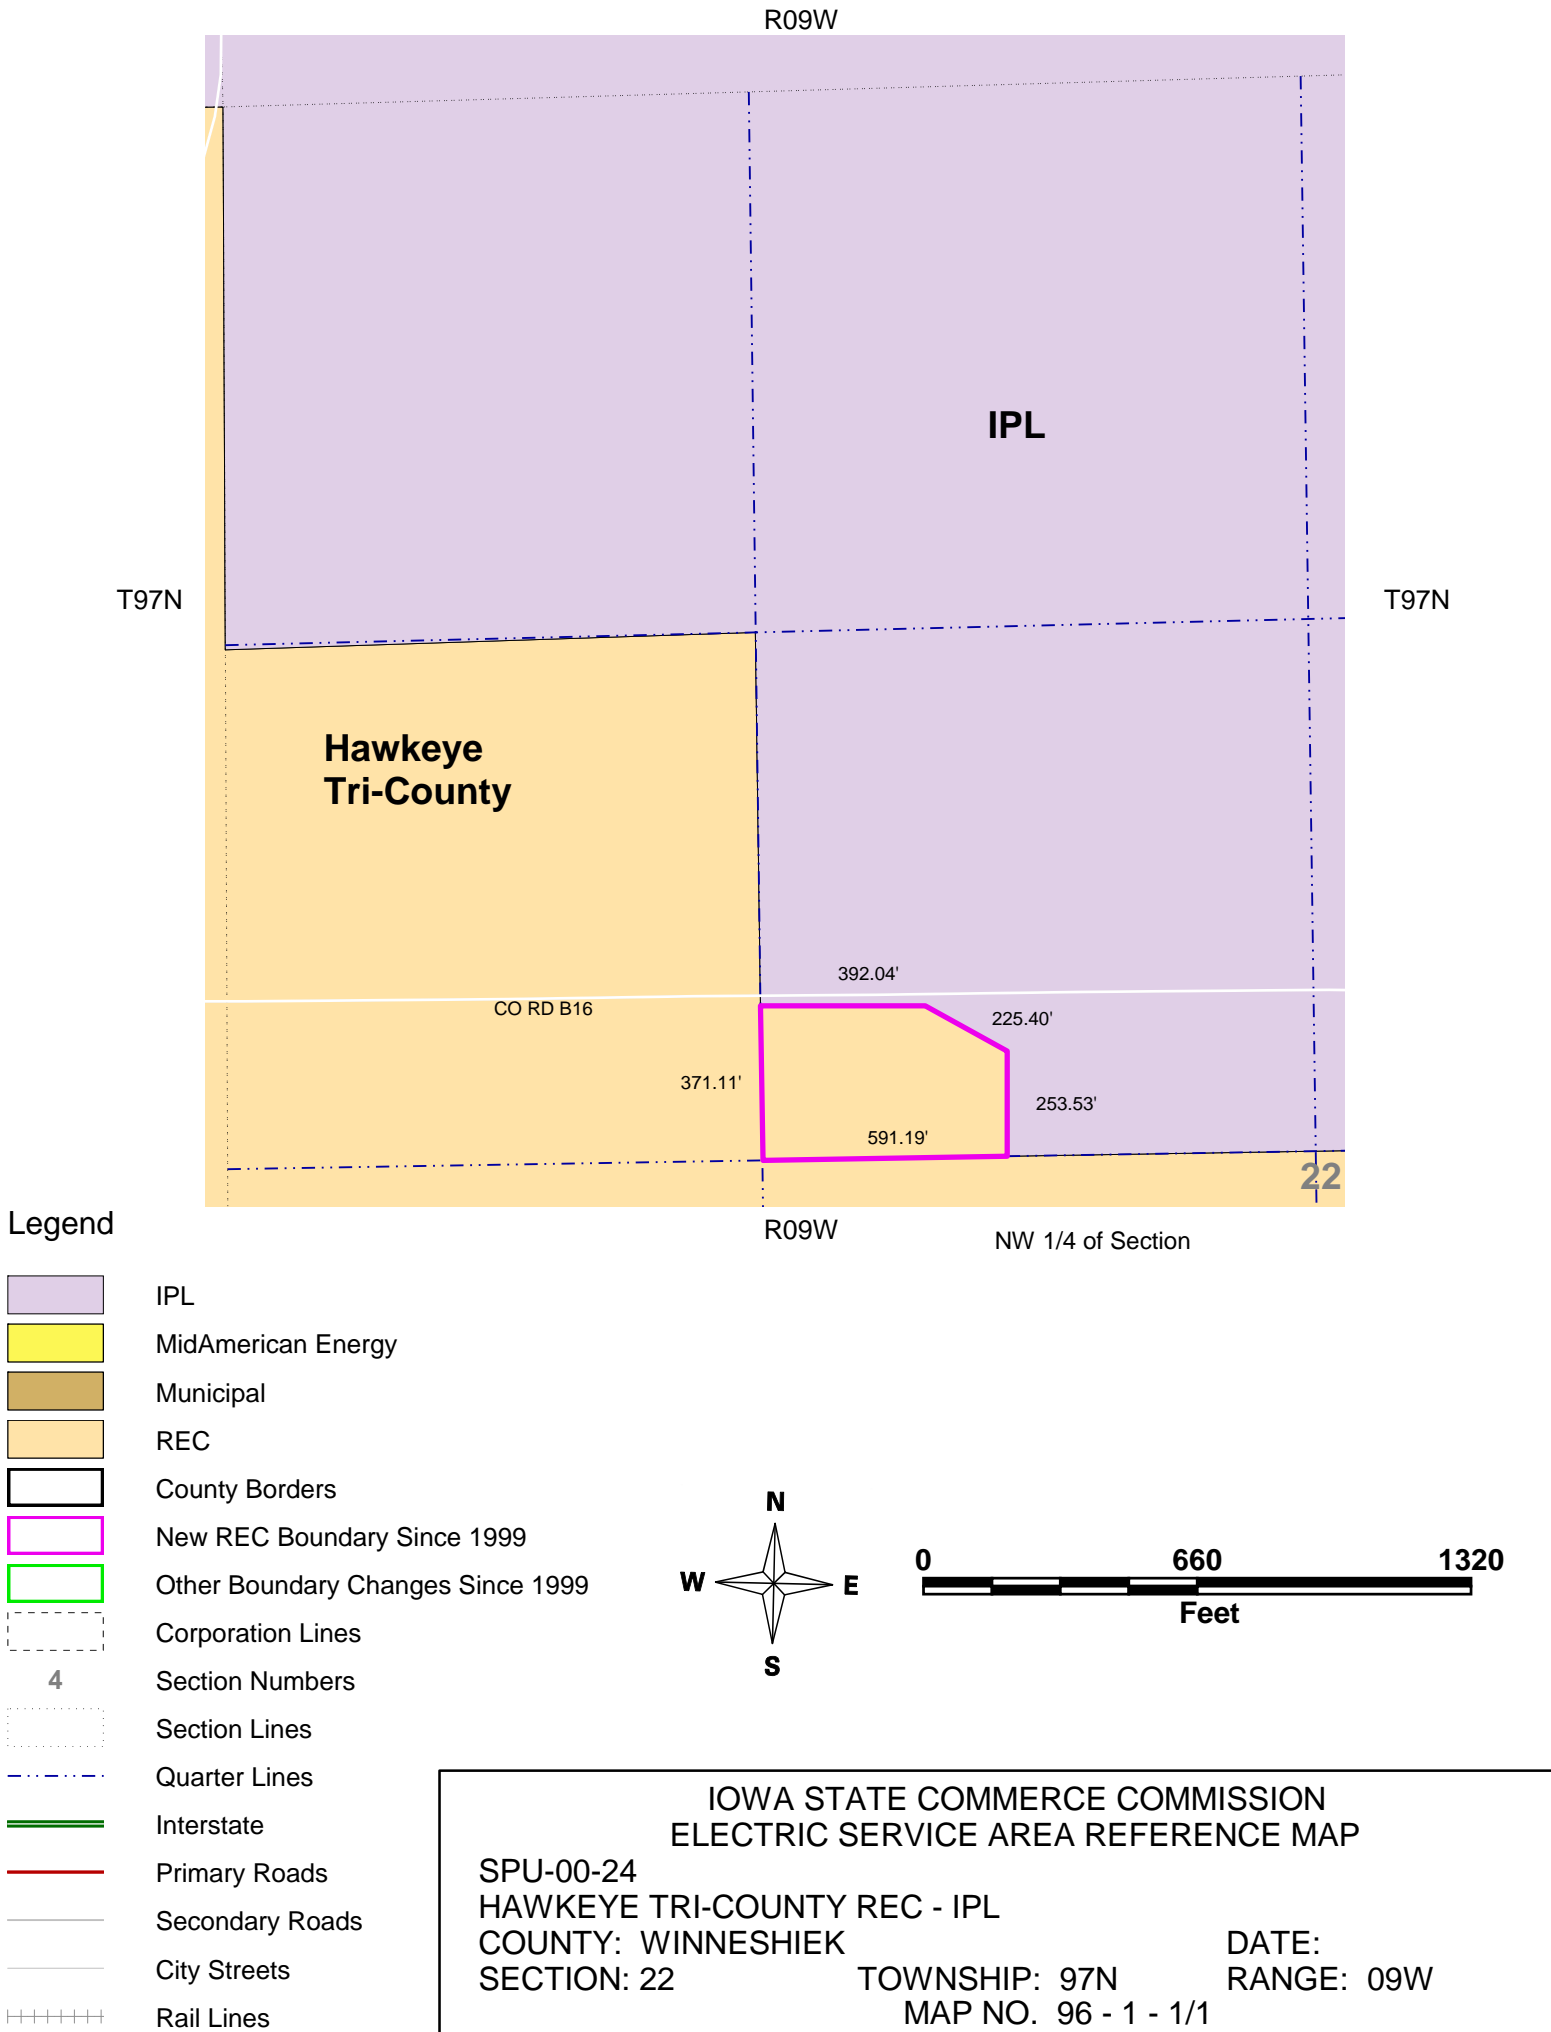 R09W
IPL
T97N
T97N
Hawkeye
Tri-County
392.04'
CO RD B16
225.40'
371.11'
253.53'
591.19'
22
R09W
NW 1/4 of Section
Legend
IPL
MidAmerican Energy
Municipal
REC
County Borders
New REC Boundary Since 1999
Other Boundary Changes Since 1999
Corporation Lines
4 Section Numbers
Section Lines
Quarter Lines
Interstate
Primary Roads
Secondary Roads
City Streets
Rail Lines
N
W E
S
0 660 1320
Feet
IOWA STATE COMMERCE COMMISSION
ELECTRIC SERVICE AREA REFERENCE MAP
SPU-00-24
HAWKEYE TRI-COUNTY REC - IPL
COUNTY: WINNESHIEK DATE:
SECTION: 22 TOWNSHIP: 97N RANGE: 09W
MAP NO. 96 - 1 - 1/1